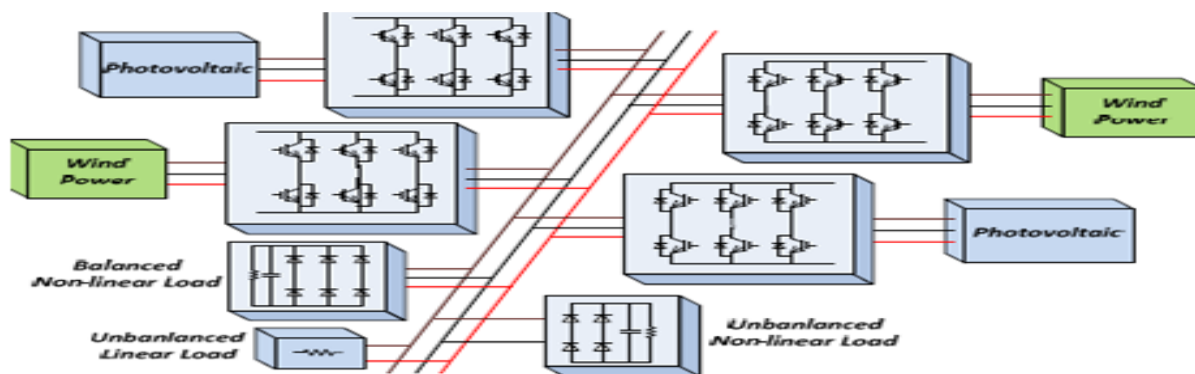 Photovoltaic
Wind
Power
Wind
Power
Photovoltaic
Balanced
Non-linear Load
Unbanlanced
Linear Load
Unbanlanced
Non-linear Load